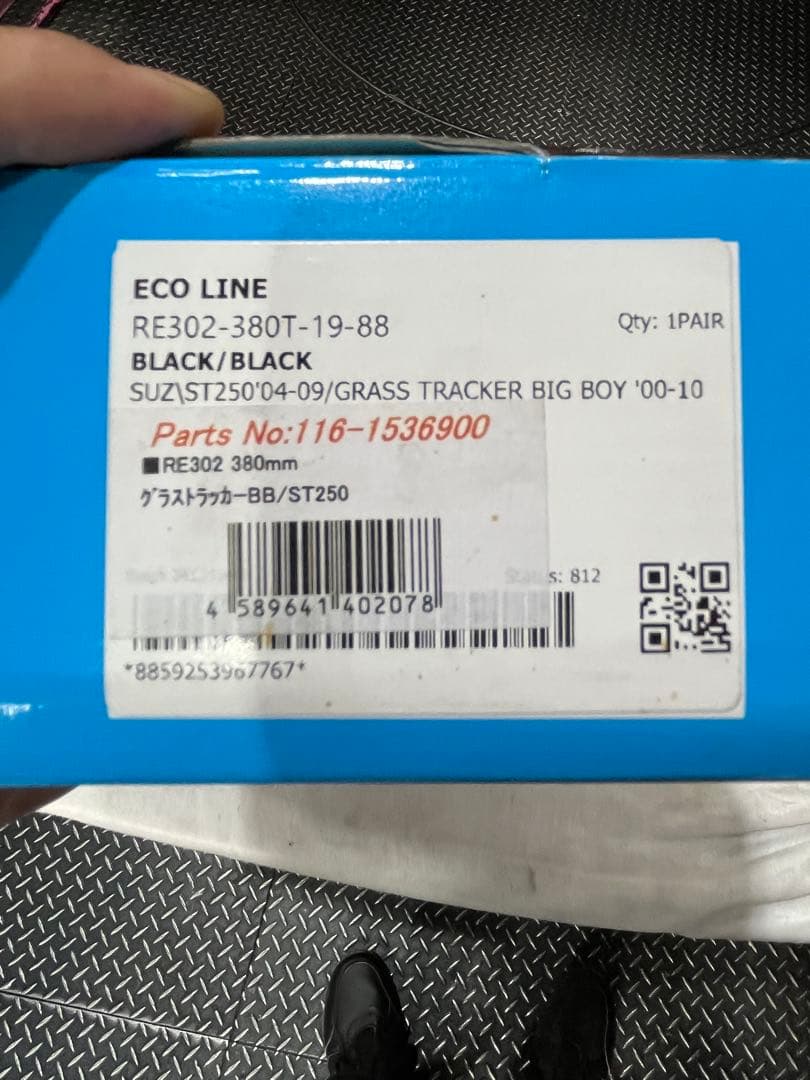 ECO LINE
RE302-380T-19-88
Qty: 1PAIR
BLACK/BLACK
SUZ\ST250'04-09/GRASS TRACKER BIG BOY '00-10
Parts No:116-1536900
■RE302 380mm
グラストラッカーBB/ST250
s: 812
4 589641 402078
*8859253967767*